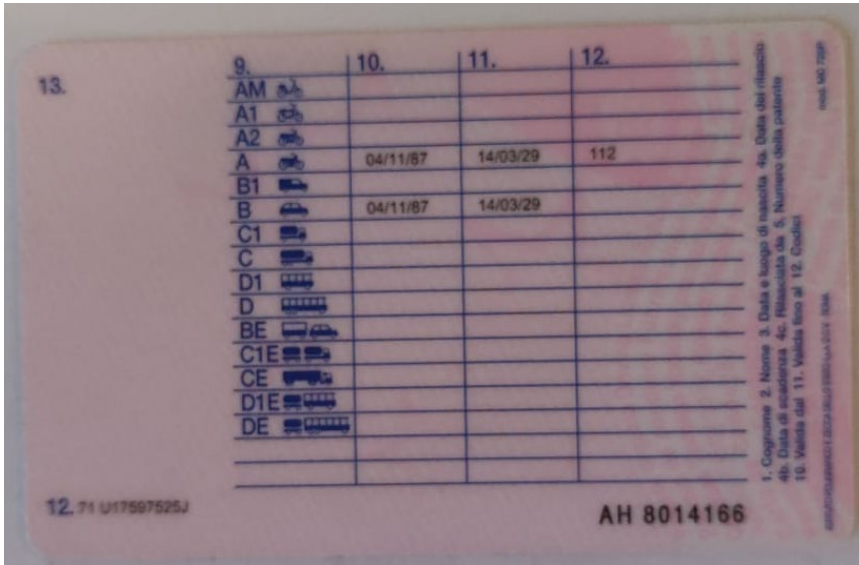 13.
9. 10. 11. 12.
AM
A1
A2
A 04/11/87 14/03/29 112
B1
B 04/11/87 14/03/29
C1
C
D1
D
BE
C1E
CE
D1E
DE
12. 71 U17597525J
AH 8014166
1. Cognome 2. Nome 3. Data e luogo di nascita 4a. Data del rilascio
4b. Data di scadenza 4c. Rilasciata da 5. Numero della patente
10. Valida dal 11. Valida fino al 12. Codici
mod. MC 720P